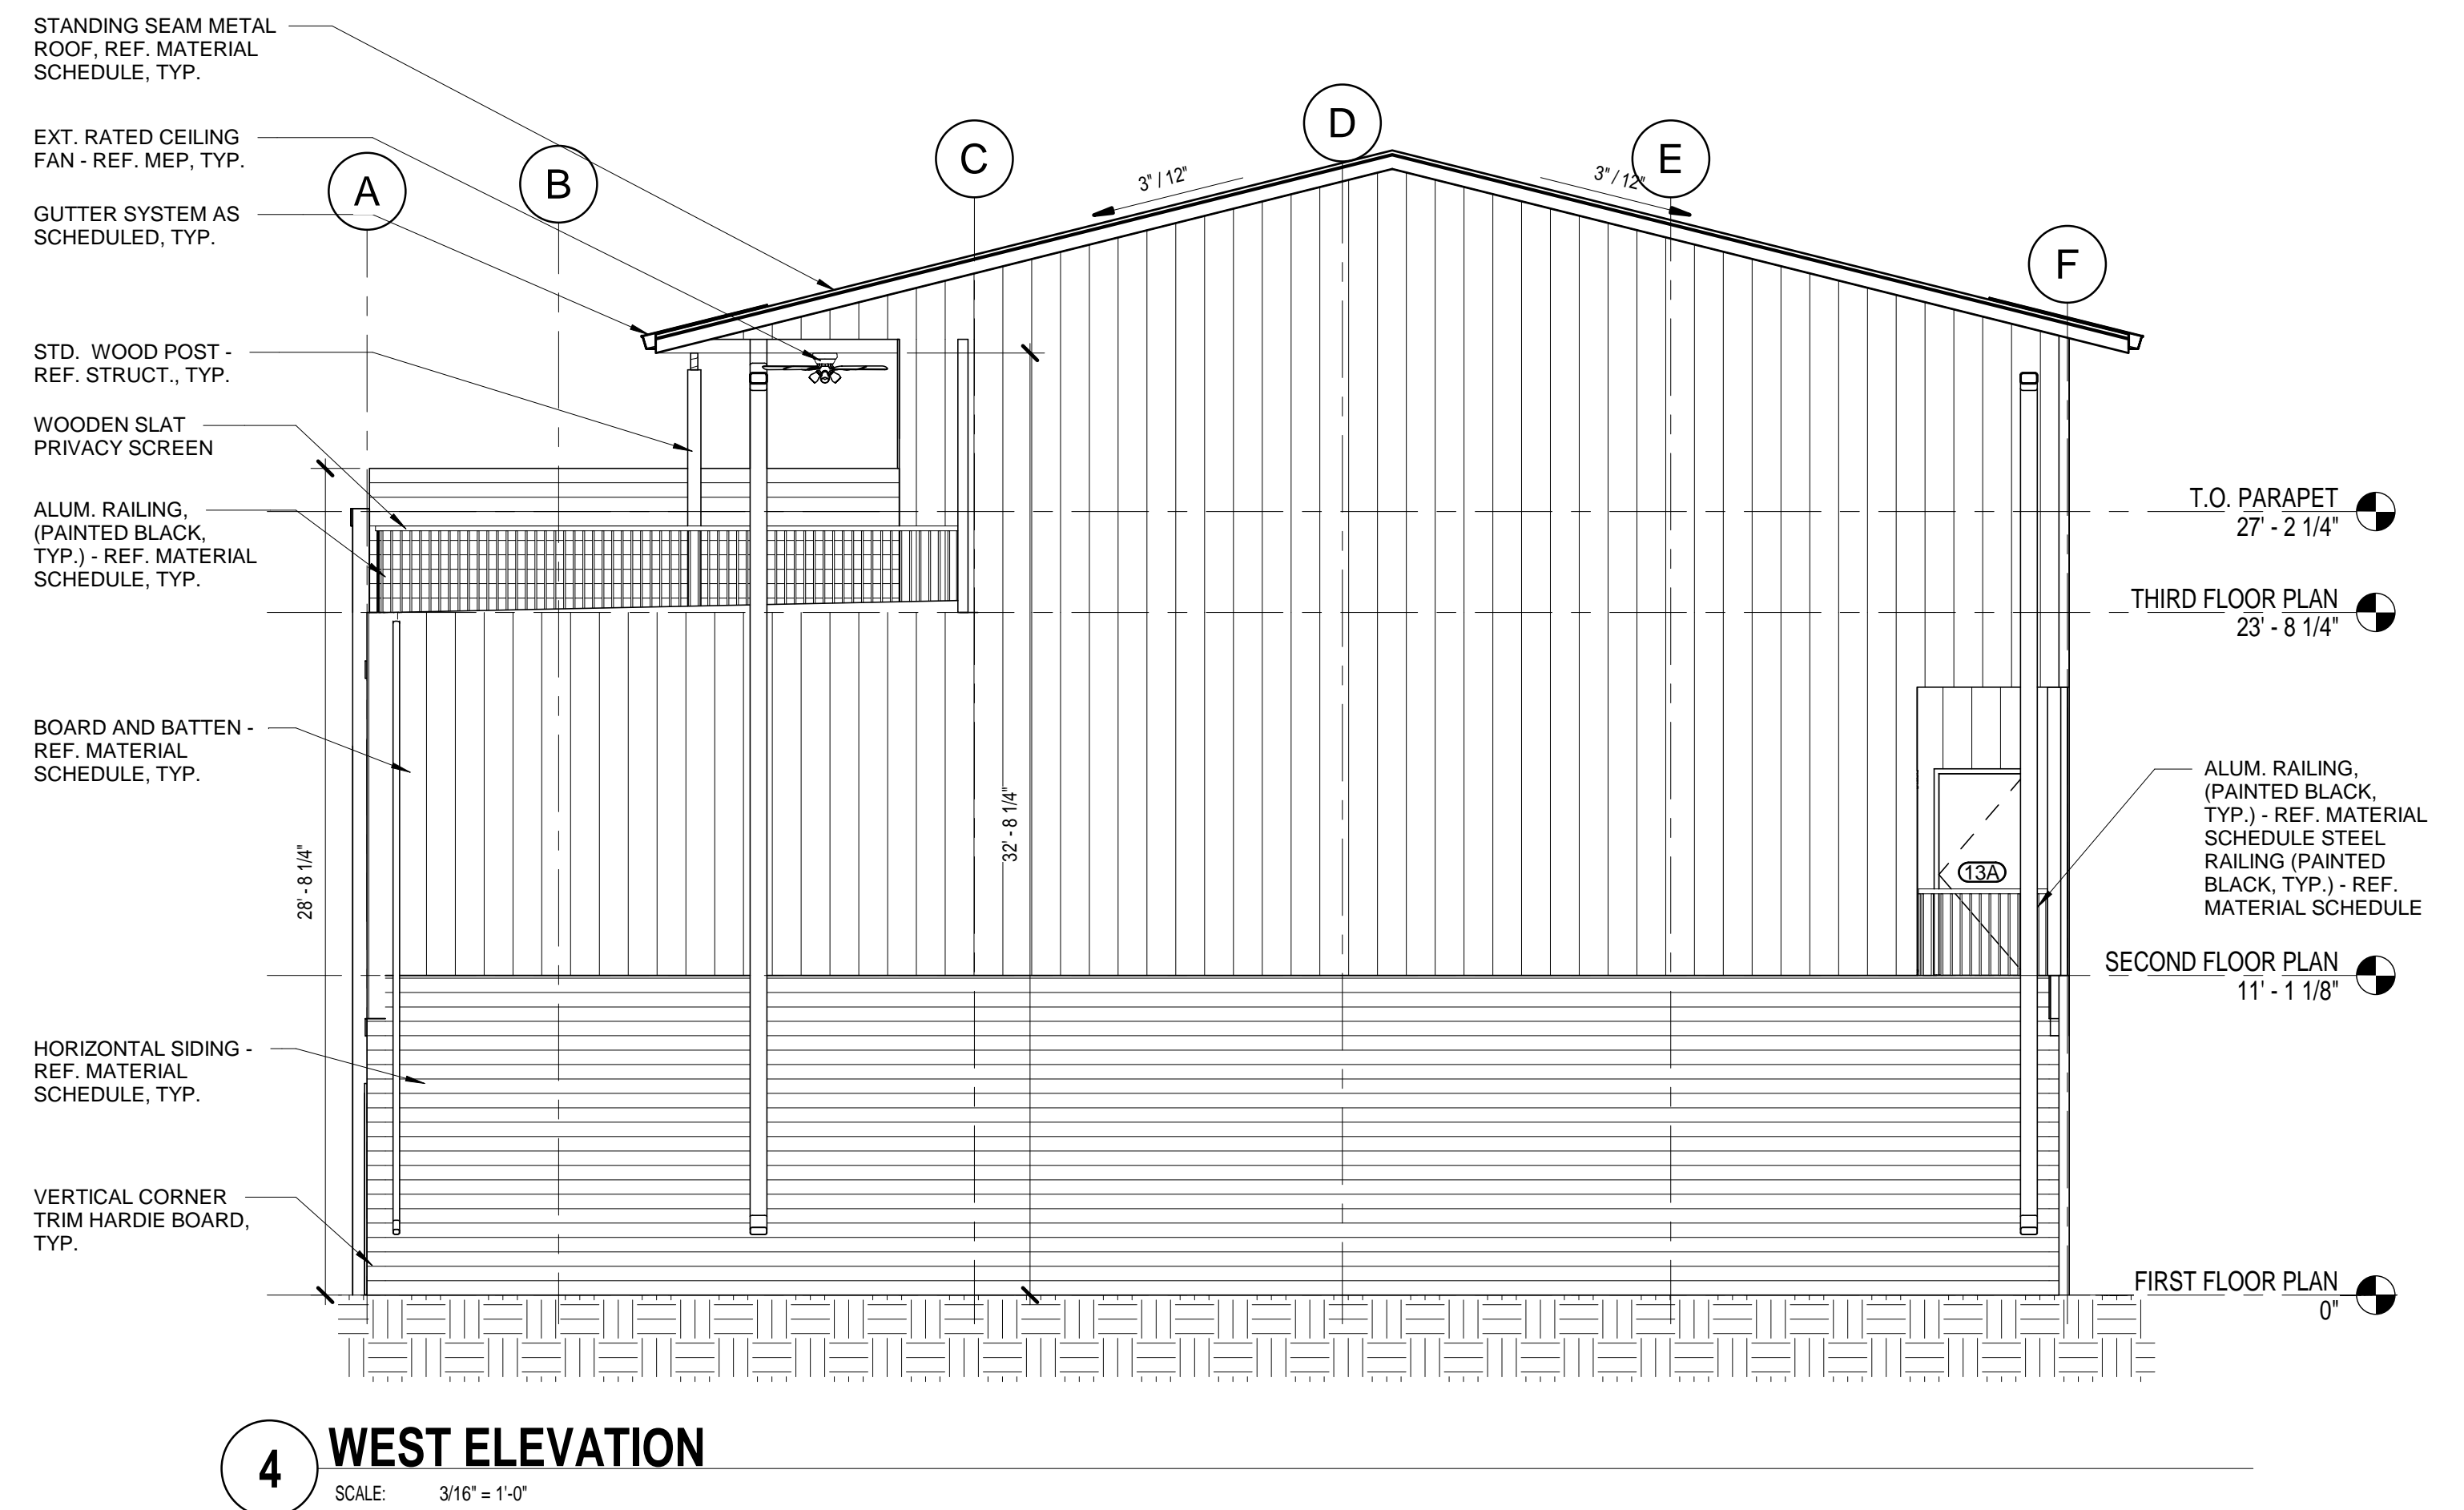 STANDING SEAM METAL
ROOF, REF. MATERIAL
SCHEDULE, TYP.
EXT. RATED CEILING
FAN - REF. MEP, TYP.
GUTTER SYSTEM AS
SCHEDULED, TYP.
STD. WOOD POST -
REF. STRUCT., TYP.
WOODEN SLAT
PRIVACY SCREEN
ALUM. RAILING,
(PAINTED BLACK,
TYP.) - REF. MATERIAL
SCHEDULE, TYP.
BOARD AND BATTEN -
REF. MATERIAL
SCHEDULE, TYP.
HORIZONTAL SIDING -
REF. MATERIAL
SCHEDULE, TYP.
VERTICAL CORNER
TRIM HARDIE BOARD,
TYP.
A
B
C
D
E
F
3" / 12"
3" / 12"
28' - 8 1/4"
32' - 8 1/4"
13A
T.O. PARAPET
27' - 2 1/4"
THIRD FLOOR PLAN
23' - 8 1/4"
ALUM. RAILING,
(PAINTED BLACK,
TYP.) - REF. MATERIAL
SCHEDULE STEEL
RAILING (PAINTED
BLACK, TYP.) - REF.
MATERIAL SCHEDULE
SECOND FLOOR PLAN
11' - 1 1/8"
FIRST FLOOR PLAN
0"
4
WEST ELEVATION
SCALE: 3/16" = 1'-0"